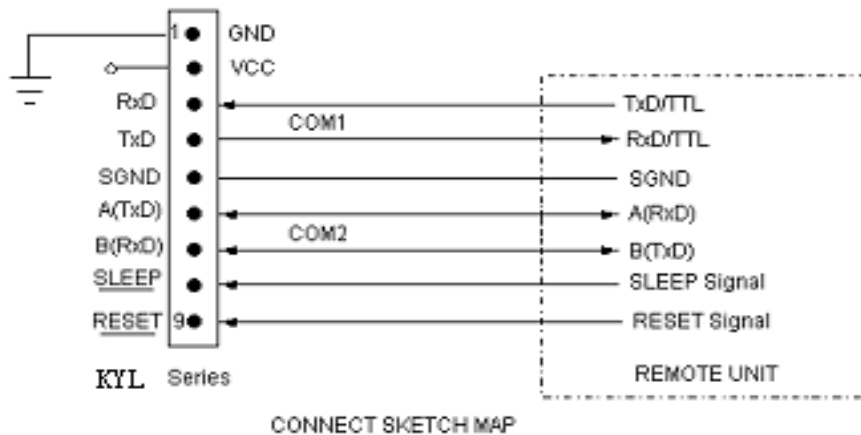 1 GND
VCC
RxD TxD/TTL
COM1
TxD RxD/TTL
SGND SGND
A(TxD) A(RxD)
COM2
B(RxD) B(TxD)
SLEEP SLEEP Signal
RESET 9 RESET Signal
KYL Series REMOTE UNIT
CONNECT SKETCH MAP